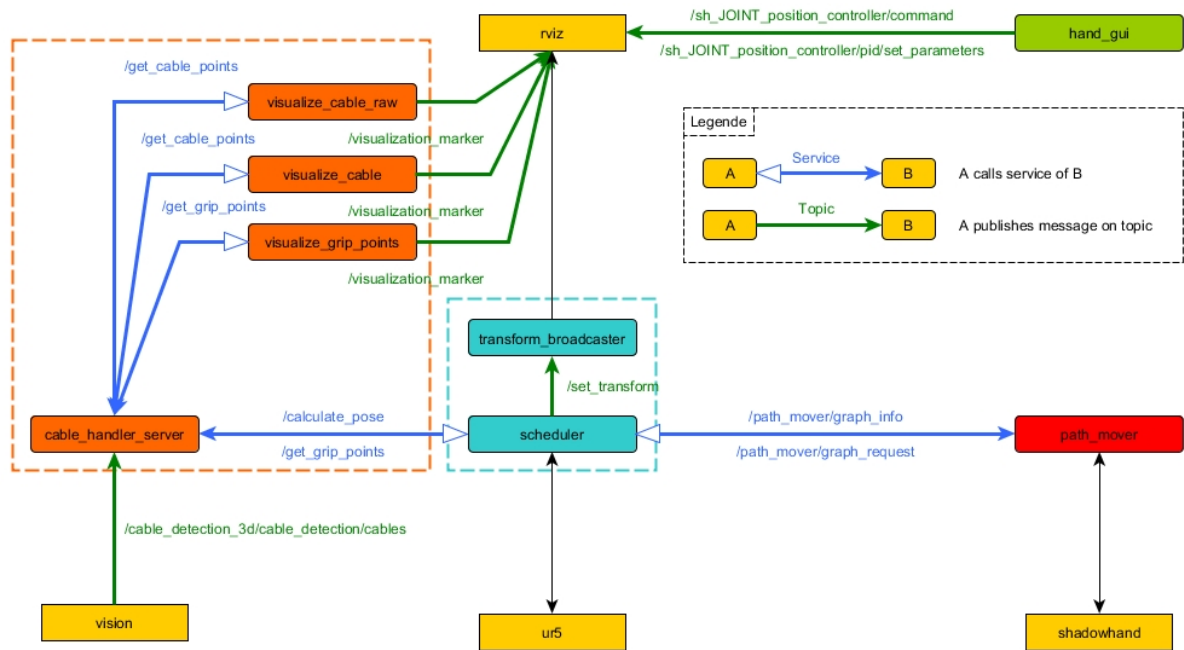 /sh_JOINT_position_controller/command
rviz
hand_gui
/sh_JOINT_position_controller/pid/set_parameters
/get_cable_points
visualize_cable_raw
Legende
/get_cable_points
/visualization_marker
Service
A
B
A calls service of B
visualize_cable
/get_grip_points
/visualization_marker
Topic
A
B
A publishes message on topic
visualize_grip_points
/visualization_marker
transform_broadcaster
/set_transform
/calculate_pose
/path_mover/graph_info
cable_handler_server
scheduler
path_mover
/get_grip_points
/path_mover/graph_request
/cable_detection_3d/cable_detection/cables
vision
ur5
shadowhand